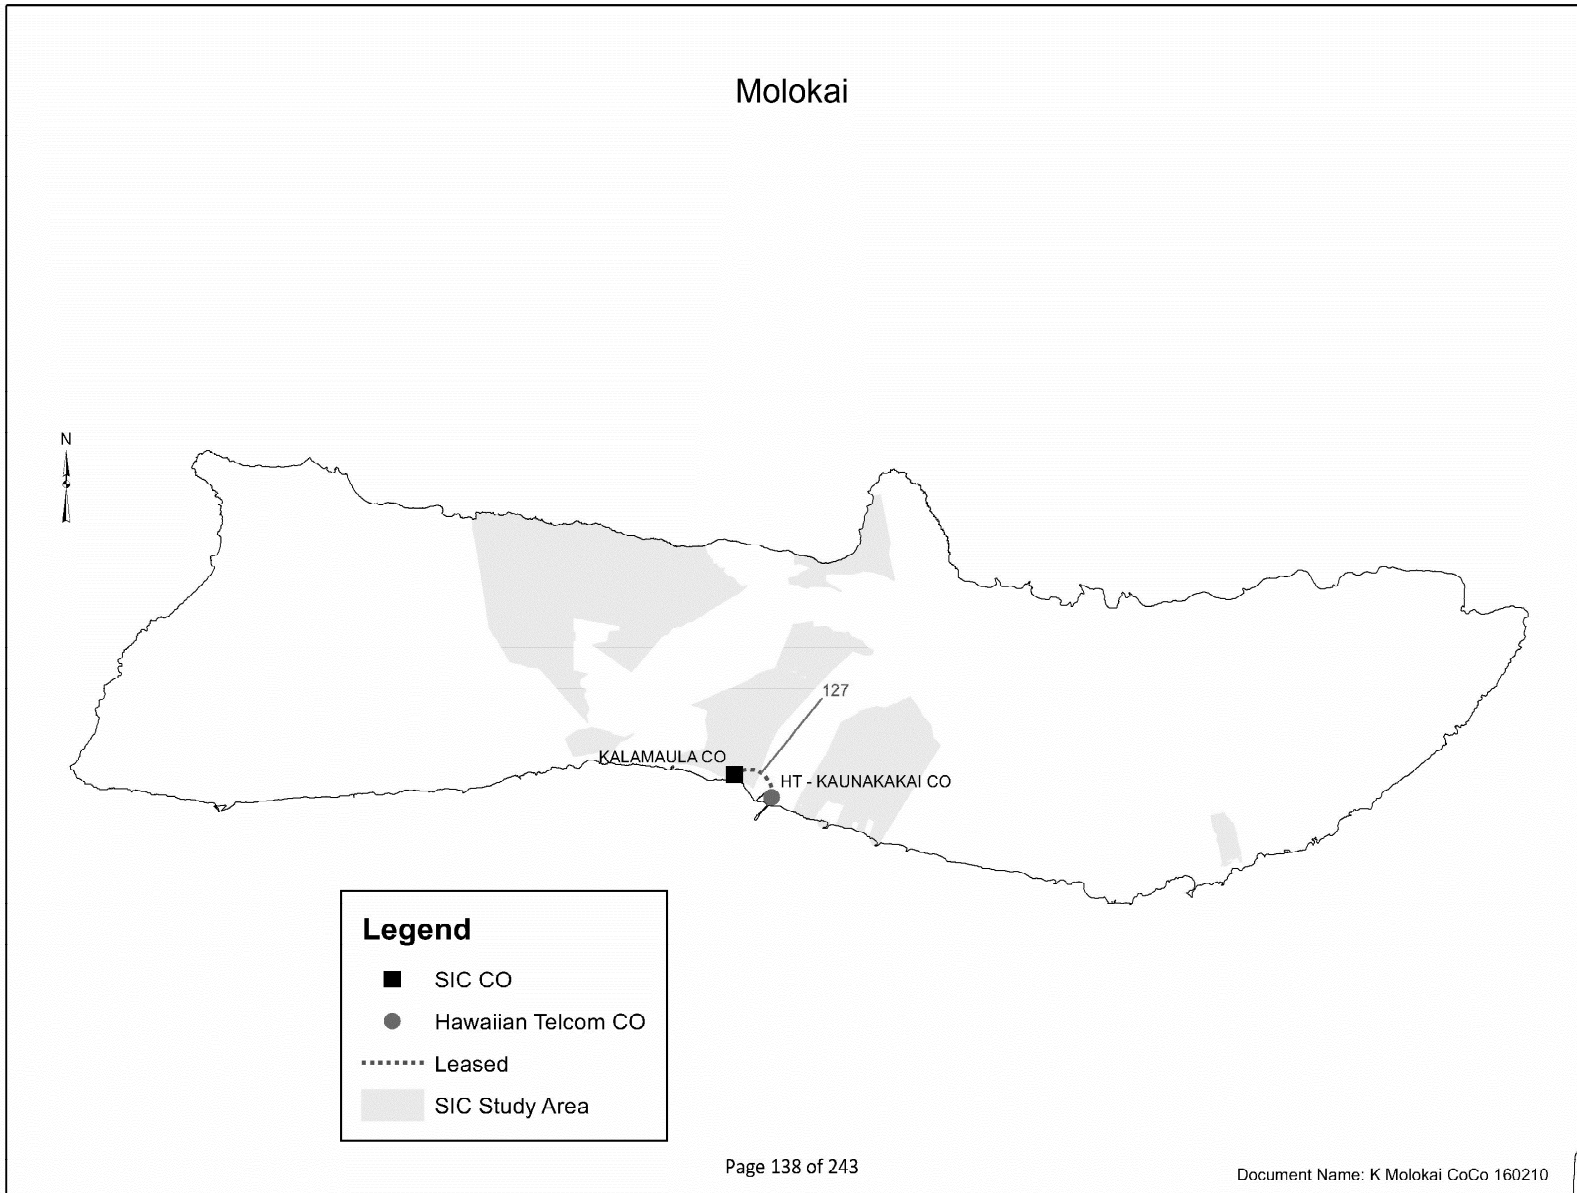 Molokai
N
127
KALAMAULA CO
HT - KAUNAKAKAI CO
Legend
SIC CO
Hawaiian Telcom CO
Leased
SIC Study Area
Page 138 of 243
Document Name: K Molokai CoCo 160210